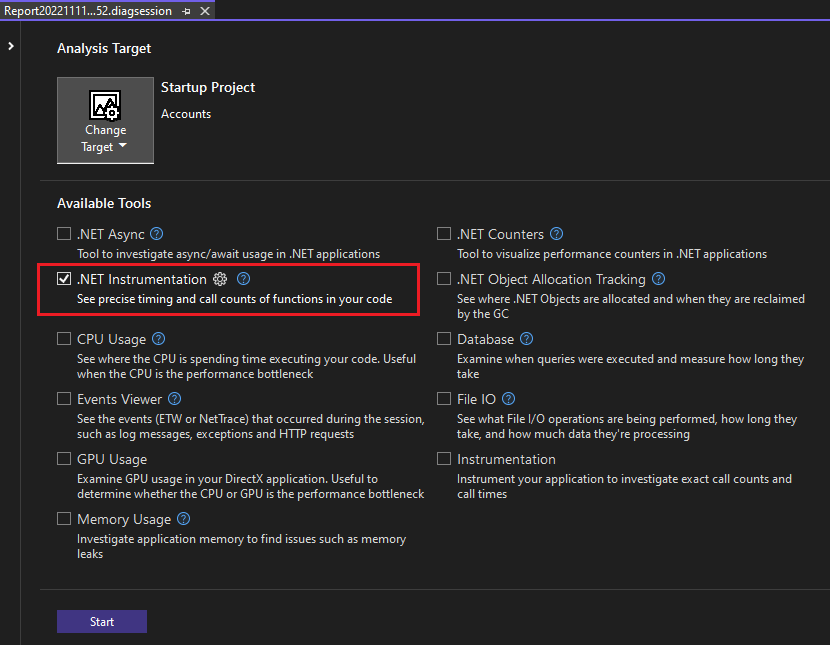 Report20221111...52.diagsession
Analysis Target
Change
Target
Startup Project
Accounts
Available Tools
.NET Async
Tool to investigate async/await usage in .NET applications
.NET Instrumentation
See precise timing and call counts of functions in your code
CPU Usage
See where the CPU is spending time executing your code. Useful
when the CPU is the performance bottleneck
Events Viewer
See the events (ETW or NetTrace) that occurred during the session,
such as log messages, exceptions and HTTP requests
GPU Usage
Examine GPU usage in your DirectX application. Useful to
determine whether the CPU or GPU is the performance bottleneck
Memory Usage
Investigate application memory to find issues such as memory
leaks
.NET Counters
Tool to visualize performance counters in .NET applications
.NET Object Allocation Tracking
See where .NET Objects are allocated and when they are reclaimed
by the GC
Database
Examine when queries were executed and measure how long they
take
File IO
See what File I/O operations are being performed, how long they
take, and how much data they're processing
Instrumentation
Instrument your application to investigate exact call counts and
call times
Start